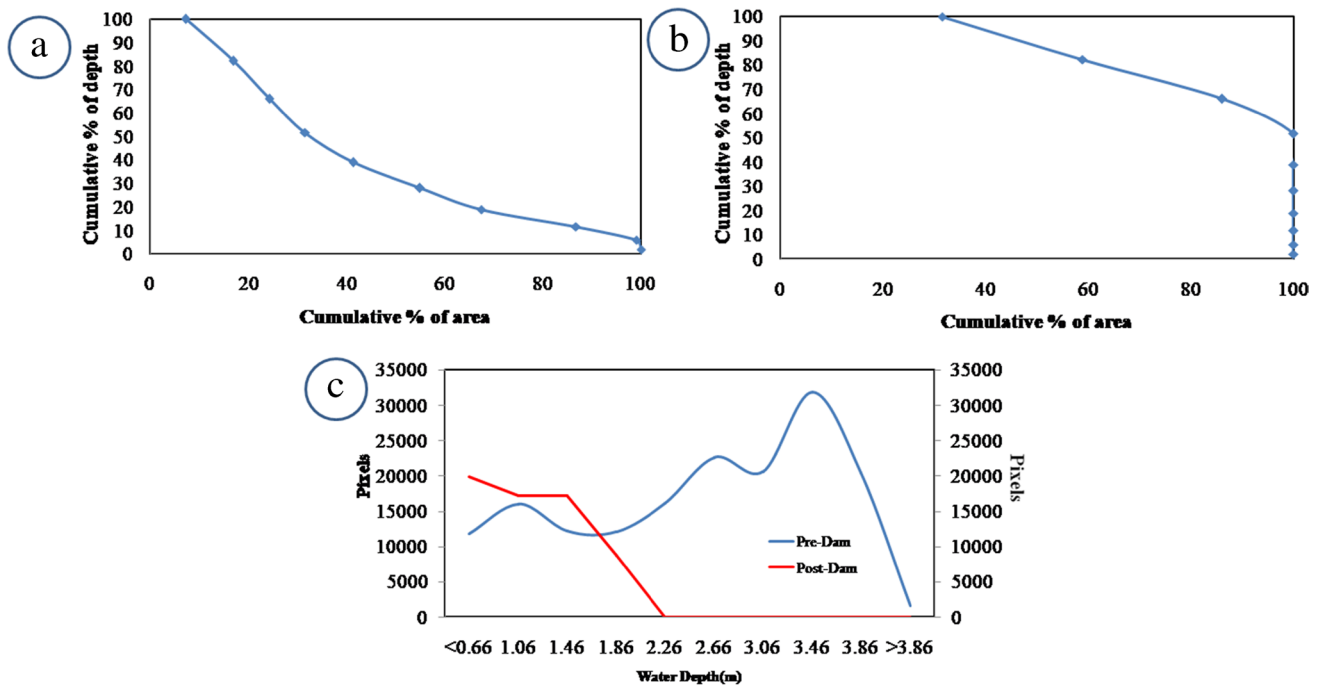 a
100
90
80
70
60
50
40
30
20
10
0
Cumulative % of depth
0 20 40 60 80 100
Cumulative % of area
b
100
90
80
70
60
50
40
30
20
10
0
Cumulative % of depth
0 20 40 60 80 100
Cumulative % of area
c
35000
30000
25000
20000
15000
10000
5000
0
Pixels
Pre-Dam
Post-Dam
35000
30000
25000
20000
15000
10000
5000
0
Pixels
<0.66 1.06 1.46 1.86 2.26 2.66 3.06 3.46 3.86 >3.86
Water Depth(m)